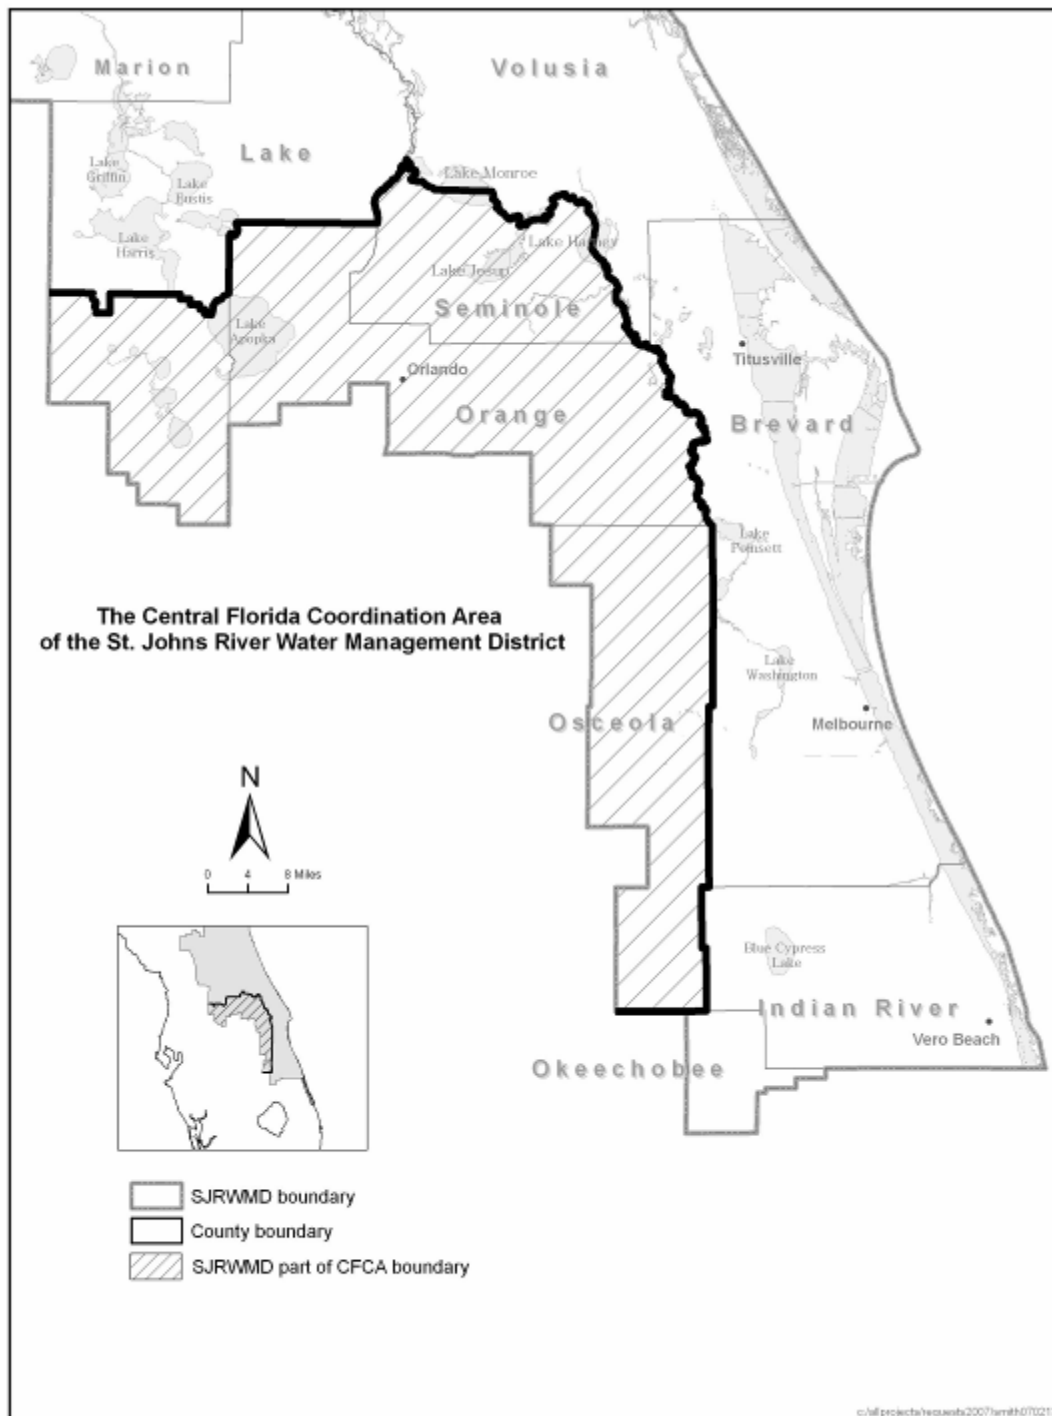 Marion
Volusia
Lake
Lake
Griffin
Lake
Eustis
Lake Monroe
Lake
Harris
Lake Harney
Lake Jesup
Seminole
Lake
Apopka
Titusville
Orlando
Orange
Brevard
Lake
Poinsett
The Central Florida Coordination Area
of the St. Johns River Water Management District
Lake
Washington
Osceola
Melbourne
N
0 4 8 Miles
Blue Cypress
Lake
Indian River
Vero Beach
Okeechobee
SJRWMD boundary
County boundary
SJRWMD part of CFCA boundary